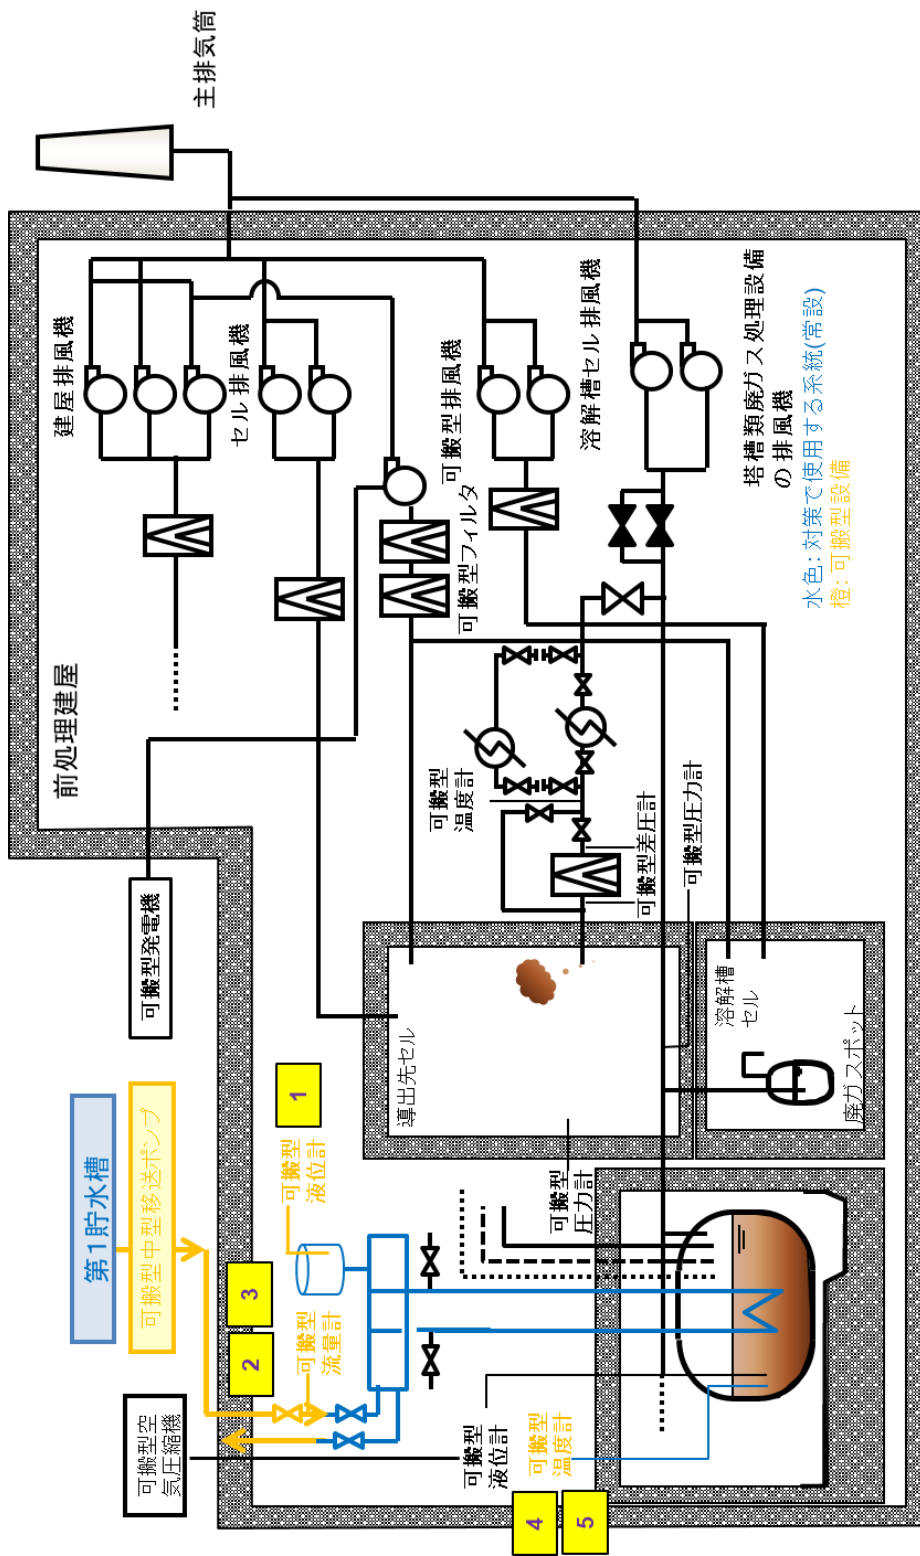 主排気筒
建屋排風機
セル排風機
可搬型排風機
可搬型フィルタ
溶解槽セル排風機
塔槽類廃ガス処理設備
の排風機
水色：対策で使用する系統(常設)
橙：可搬型設備
前処理建屋
可搬型発電機
可搬型
温度計
可搬型差圧計
可搬型圧力計
導出先セル
溶解槽
セル
廃ガスポット
可搬型
圧力計
第1貯水槽
可搬型中型移送ポンプ
1
可搬型
液位計
3
2
可搬型
流量計
可搬型空
気圧縮機
可搬型
液位計
可搬型
温度計
4
5